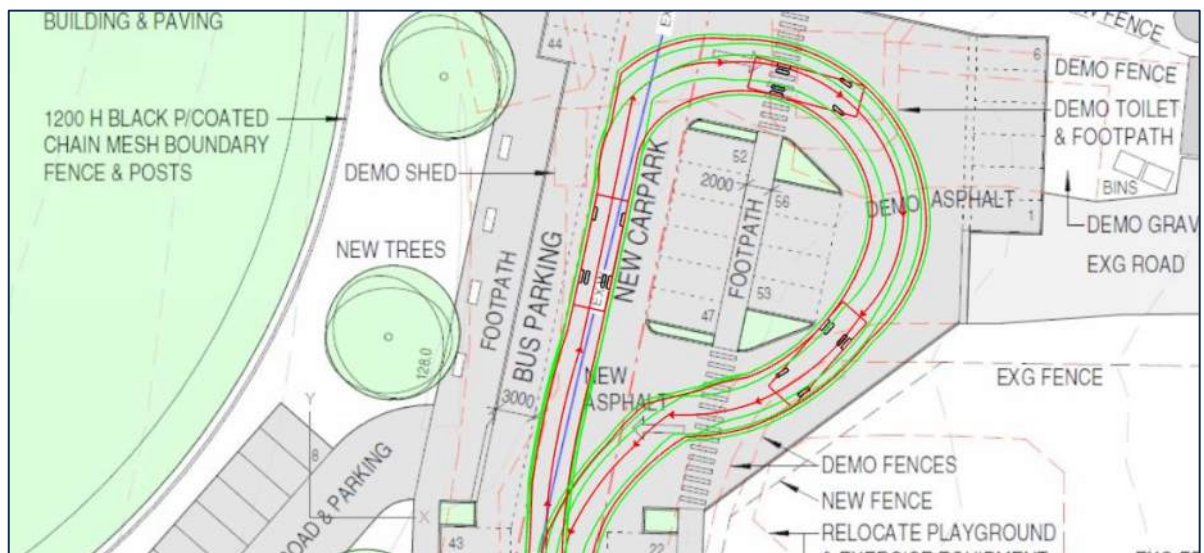 BUILDING & PAVING
1200 H BLACK P/COATED
CHAIN MESH BOUNDARY
FENCE & POSTS
44
DEMO SHED
NEW TREES
FOOTPATH
BUS PARKING
NEW CARPARK
128.0
3000
NEW
ASPHALT
52
2000
56
FOOTPATH
53
47
FENCE
6
DEMO FENCE
DEMO TOILET
& FOOTPATH
BINS
DEMO ASPHALT
1
DEMO GRAV
EXG ROAD
EXG FENCE
DEMO FENCES
NEW FENCE
RELOCATE PLAYGROUND
Y
X
8
& PARKING
43
22